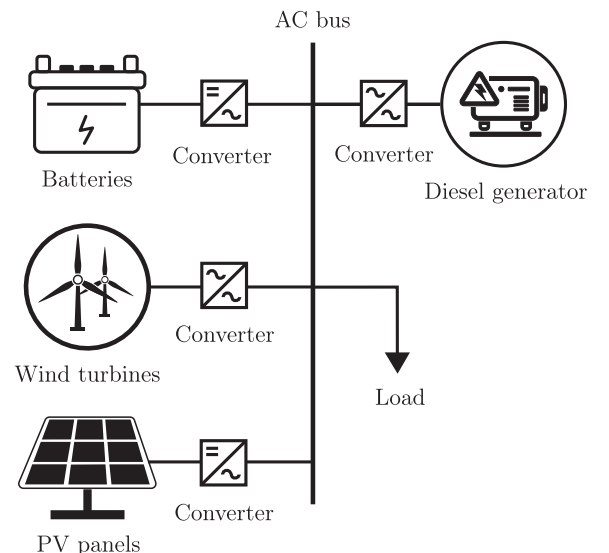 AC bus
Converter
Converter
Batteries
Diesel generator
Converter
Wind turbines
Load
Converter
PV panels